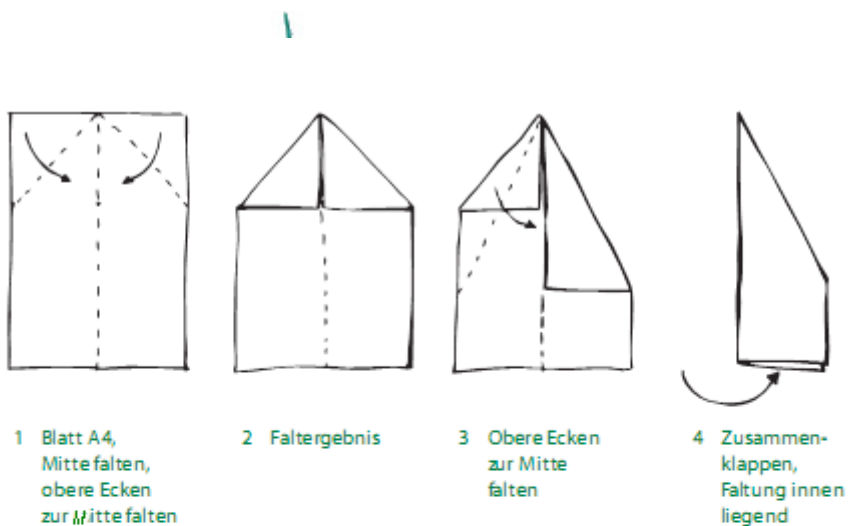 1 Blatt A4,
Mitte falten,
obere Ecken
zur Mitte falten
2 Faltergebnis
3 Obere Ecken
zur Mitte
falten
4 Zusammen-
klappen,
Faltung innen
liegend